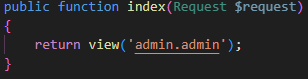 public function index(Request $request)
{
    return view('admin.admin');
}